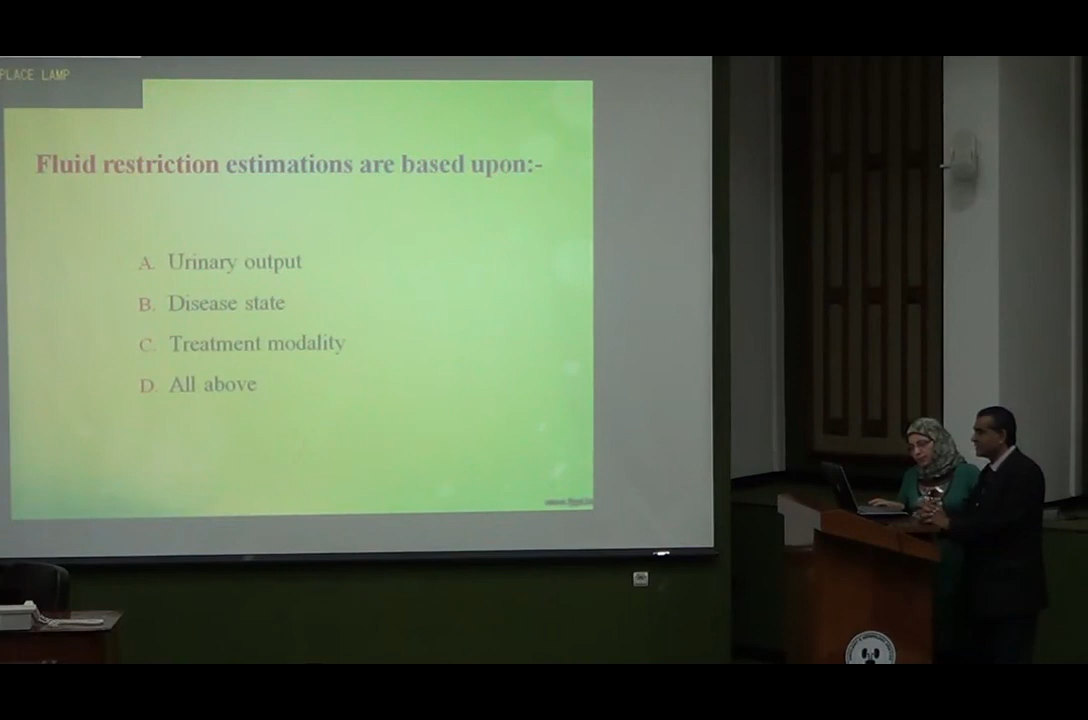 PLACE LAMP
Fluid restriction estimations are based upon:-
A. Urinary output
B. Disease state
C. Treatment modality
D. All above